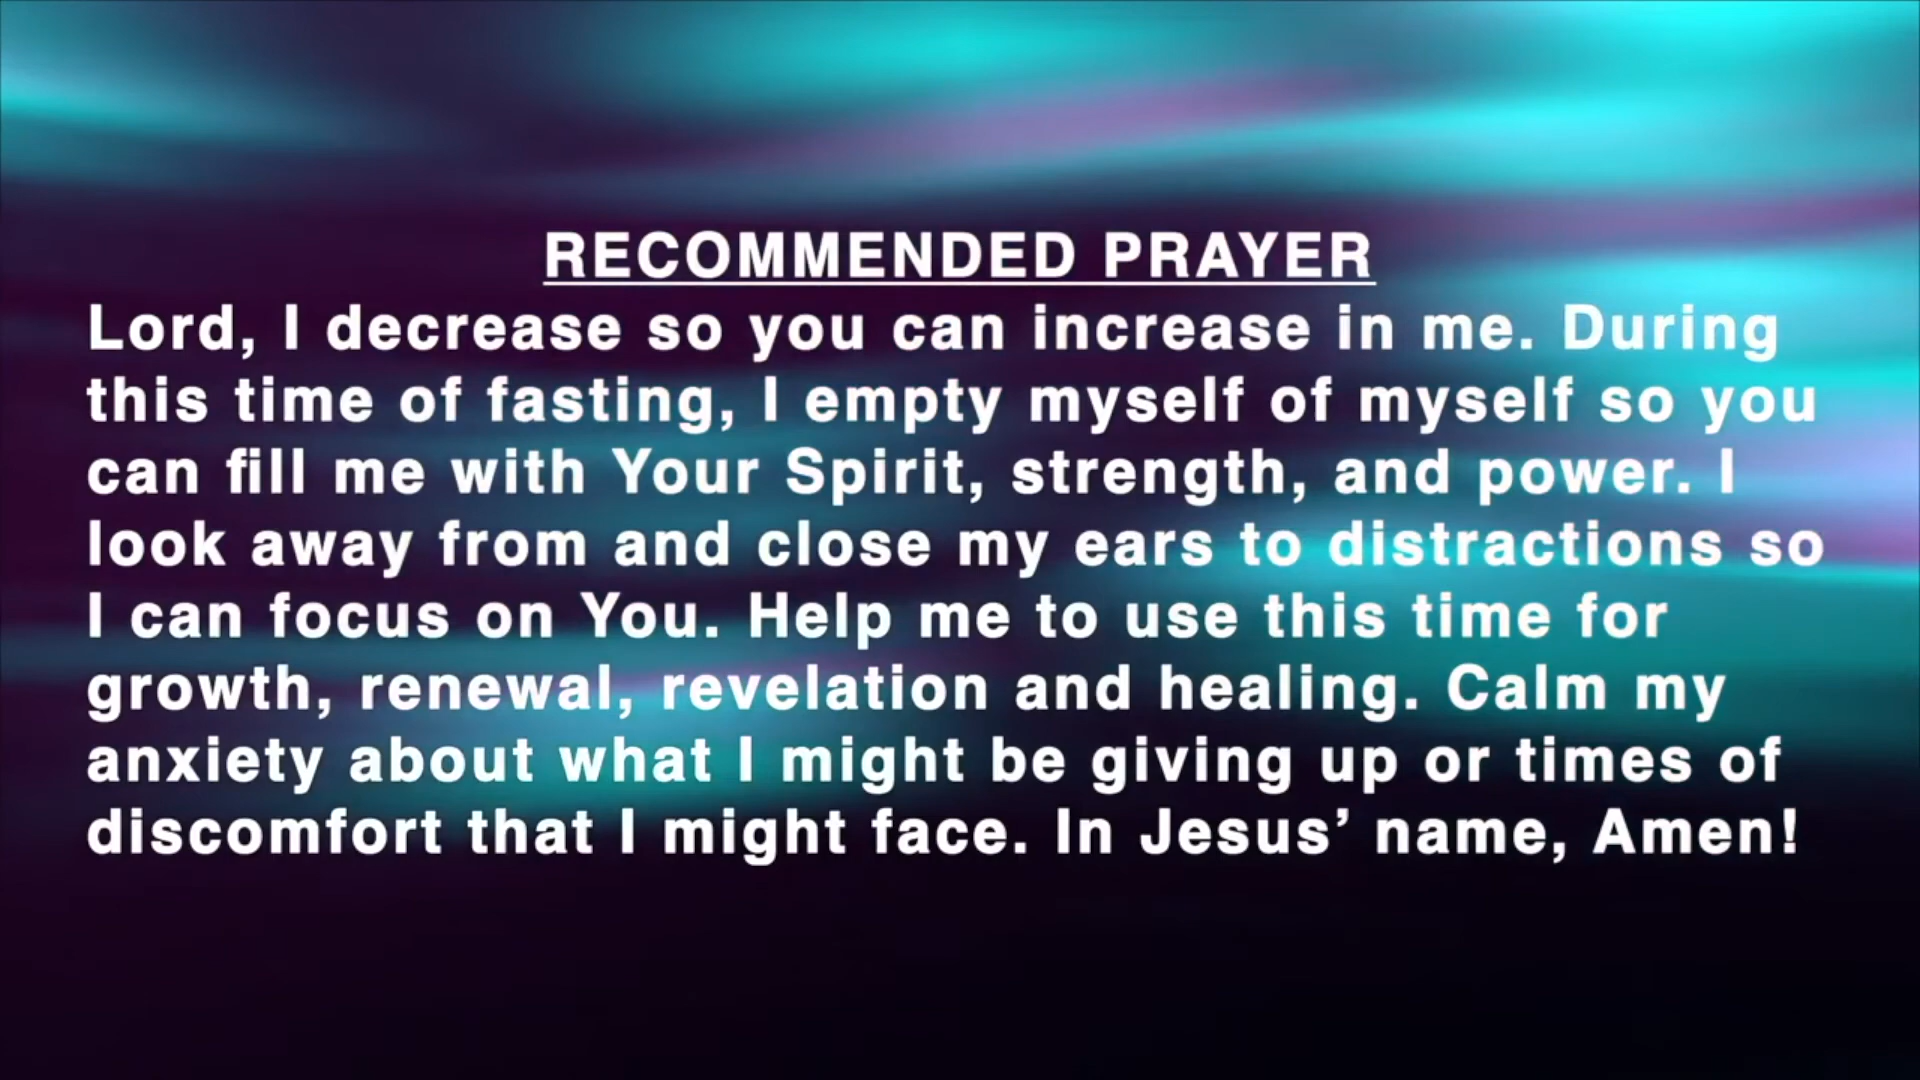 RECOMMENDED PRAYER
Lord, I decrease so you can increase in me. During
this time of fasting, I empty myself of myself so you
can fill me with Your Spirit, strength, and power. I
look away from and close my ears to distractions so
I can focus on You. Help me to use this time for
growth, renewal, revelation and healing. Calm my
anxiety about what I might be giving up or times of
discomfort that I might face. In Jesus’ name, Amen!